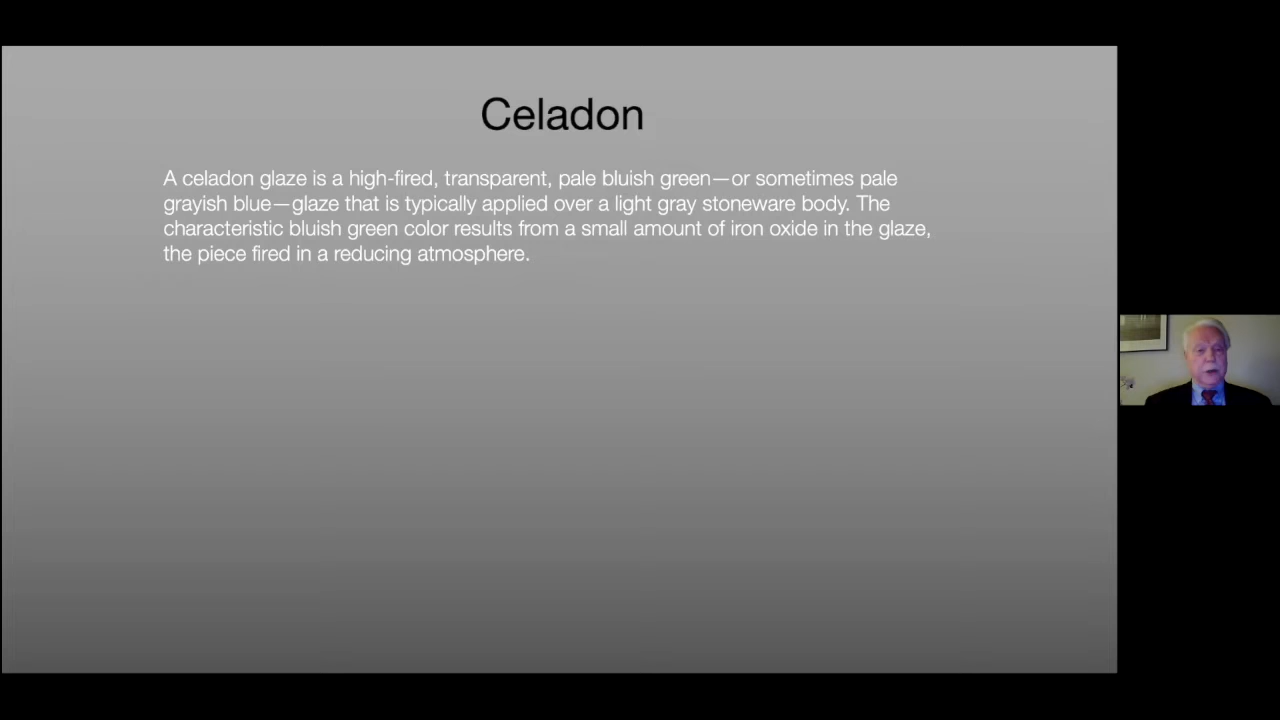 Celadon
A celadon glaze is a high-fired, transparent, pale bluish green—or sometimes pale
grayish blue—glaze that is typically applied over a light gray stoneware body. The
characteristic bluish green color results from a small amount of iron oxide in the glaze,
the piece fired in a reducing atmosphere.